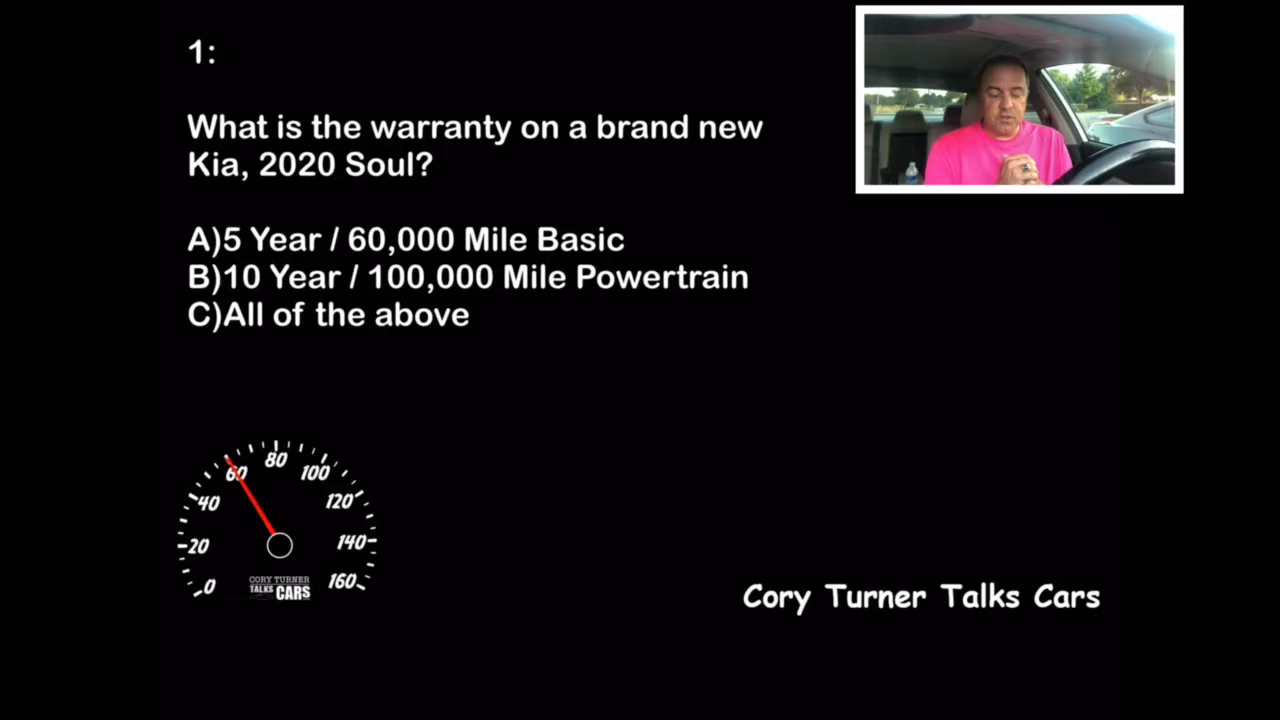 1:
What is the warranty on a brand new
Kia, 2020 Soul?
A)5 Year / 60,000 Mile Basic
B)10 Year / 100,000 Mile Powertrain
C)All of the above
0
20
40
60
80
100
120
140
160
CORY TURNER
TALKS CARS
Cory Turner Talks Cars